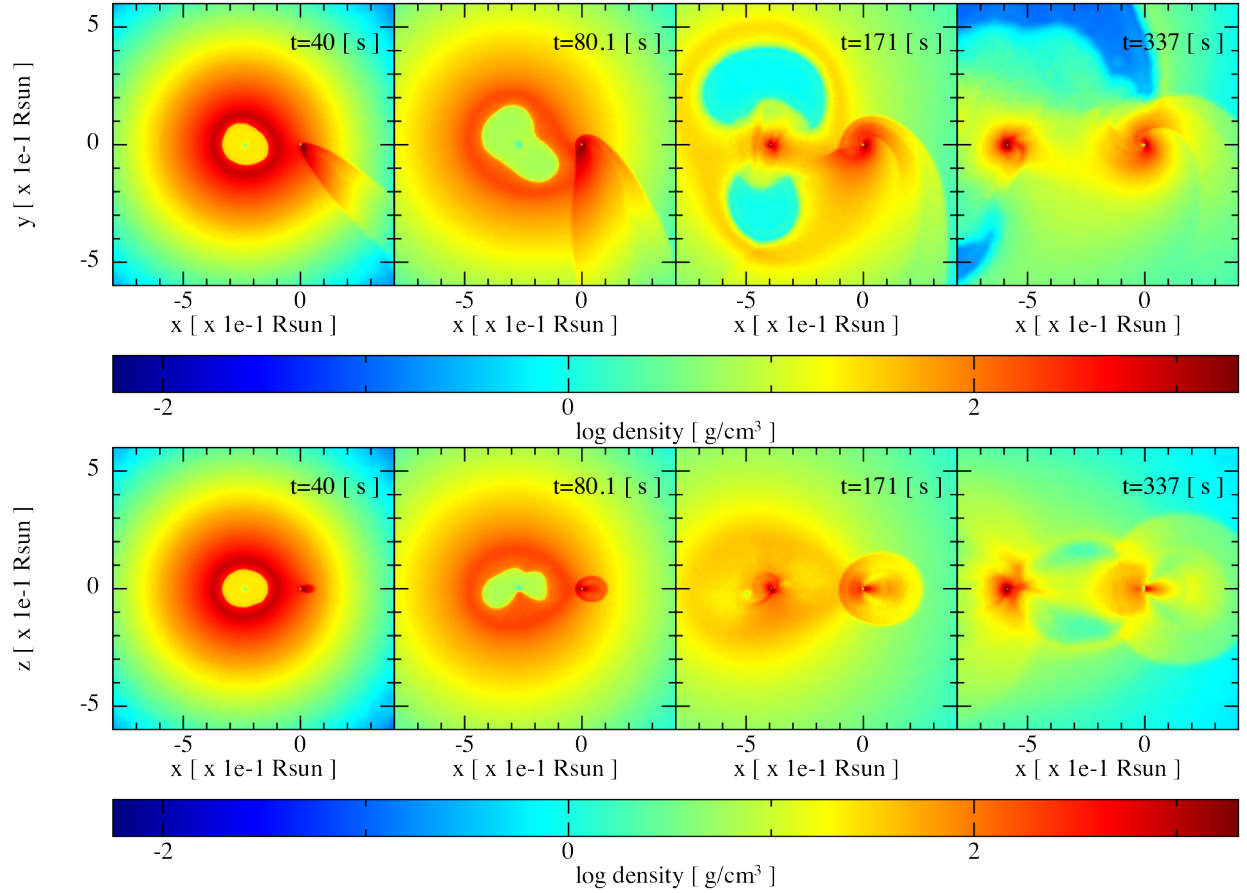 5
0
-5
y [ x 1e-1 Rsun ]
t=40 [ s ]
t=80.1 [ s ]
t=171 [ s ]
t=337 [ s ]
-5 0 -5 0 -5 0 -5 0
x [ x 1e-1 Rsun ] x [ x 1e-1 Rsun ] x [ x 1e-1 Rsun ] x [ x 1e-1 Rsun ]
-2 0 2
log density [ g/cm³ ]
5
0
-5
z [ x 1e-1 Rsun ]
t=40 [ s ]
t=80.1 [ s ]
t=171 [ s ]
t=337 [ s ]
-5 0 -5 0 -5 0 -5 0
x [ x 1e-1 Rsun ] x [ x 1e-1 Rsun ] x [ x 1e-1 Rsun ] x [ x 1e-1 Rsun ]
-2 0 2
log density [ g/cm³ ]